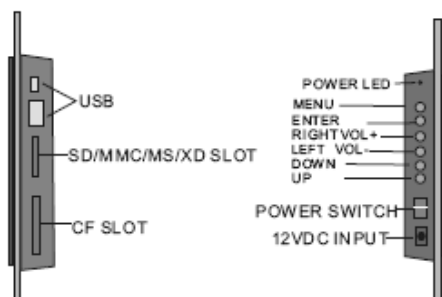 USB
SD/MMC/MS/XD SLOT
CF SLOT
POWER LED
MENU
ENTER
RIGHT VOL+
LEFT VOL-
DOWN
UP
POWER SWITCH
12VDC INPUT